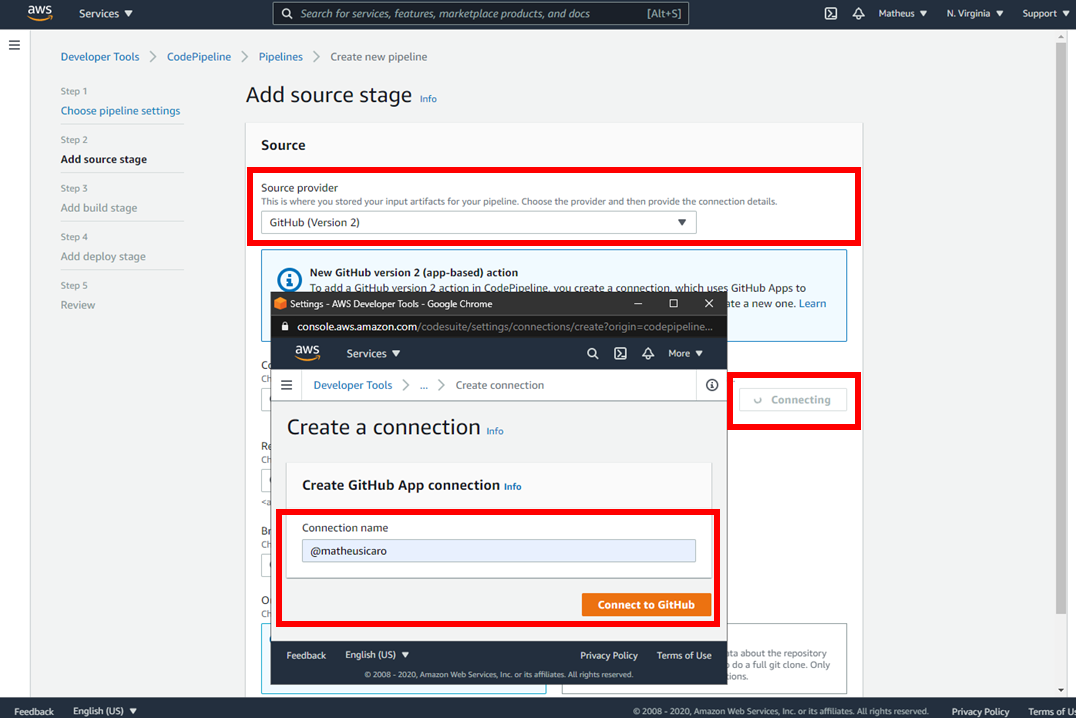 aws Services Search for services, features, marketplace products, and docs [Alt+S] Matheus N. Virginia Support
Developer Tools CodePipeline Pipelines Create new pipeline
Step 1
Choose pipeline settings
Step 2
Add source stage
Step 3
Add build stage
Step 4
Add deploy stage
Step 5
Review
Add source stage Info
Source
Source provider
This is where you stored your input artifacts for your pipeline. Choose the provider and then provide the connection details.
GitHub (Version 2)
New GitHub version 2 (app-based) action
To add a GitHub version 2 action in CodePipeline, you create a connection, which uses GitHub Apps to
ate a new one. Learn
Co
Ch
Connecting
Re
Ch
<a
Br
Ch
O
Ch
ata about the repository
do a full git clone. Only
ions.
Settings - AWS Developer Tools - Google Chrome
console.aws.amazon.com/codesuite/settings/connections/create?origin=codepipeline...
aws Services More
Developer Tools ... Create connection
Create a connection Info
Create GitHub App connection Info
Connection name
@matheusicaro
Connect to GitHub
Feedback English (US) Privacy Policy Terms of Use
© 2008 - 2020, Amazon Web Services, Inc. or its affiliates. All rights reserved.
Feedback English (US) © 2008 - 2020, Amazon Web Services, Inc. or its affiliates. All rights reserved. Privacy Policy Terms of Us